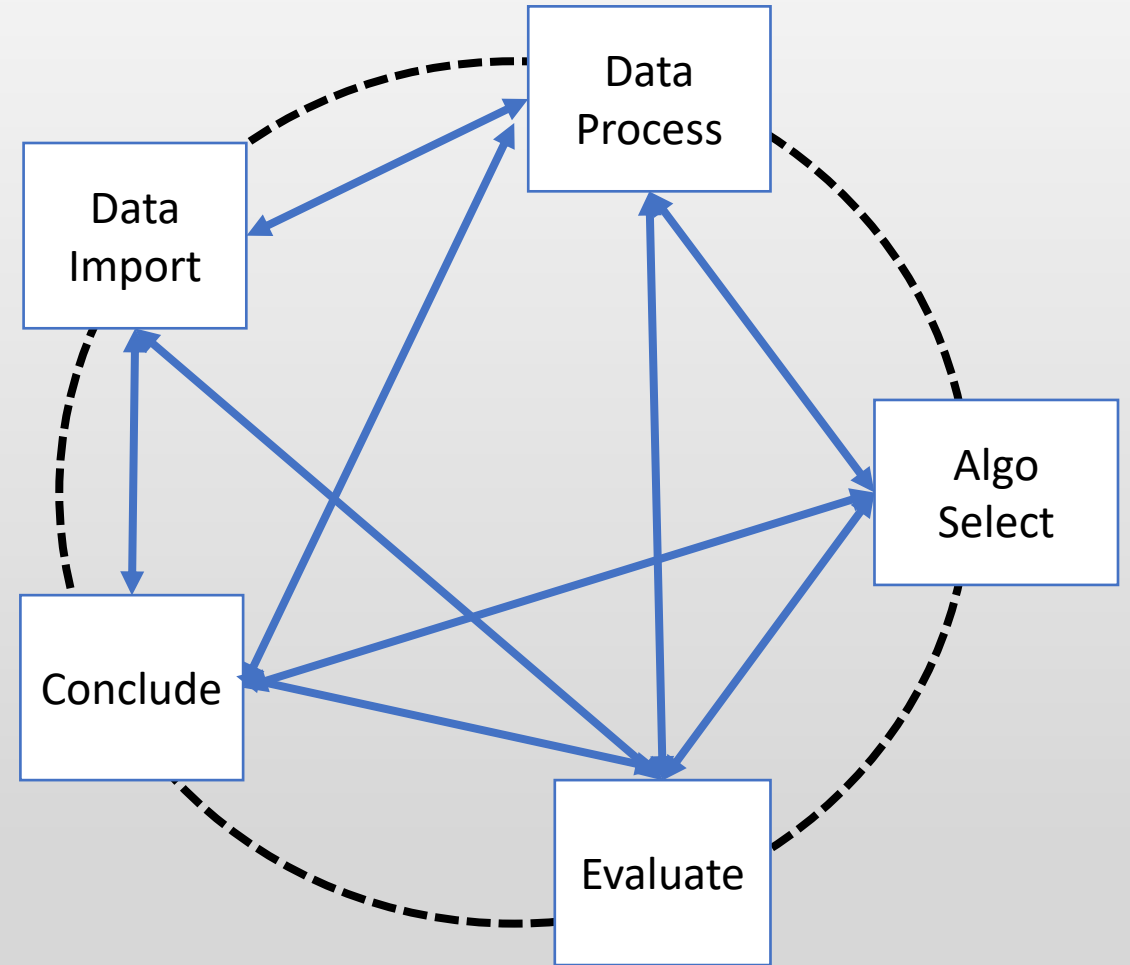 Data
Process
Data
Import
Algo
Select
Conclude
Evaluate